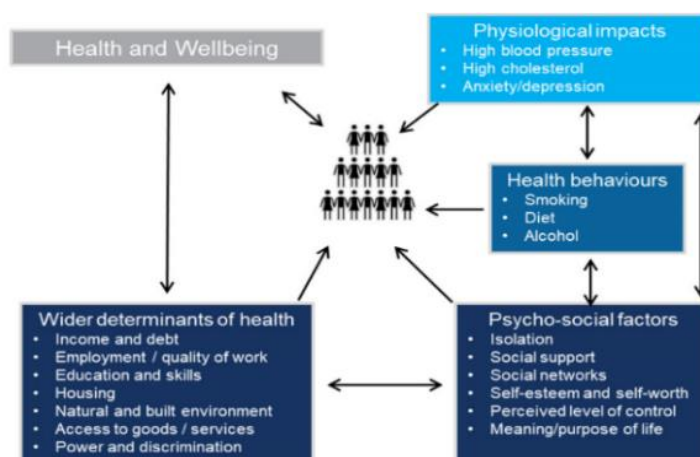 Health and Wellbeing
Physiological impacts
• High blood pressure
• High cholesterol
• Anxiety/depression
Health behaviours
• Smoking
• Diet
• Alcohol
Wider determinants of health
• Income and debt
• Employment / quality of work
• Education and skills
• Housing
• Natural and built environment
• Access to goods / services
• Power and discrimination
Psycho-social factors
• Isolation
• Social support
• Social networks
• Self-esteem and self-worth
• Perceived level of control
• Meaning/purpose of life